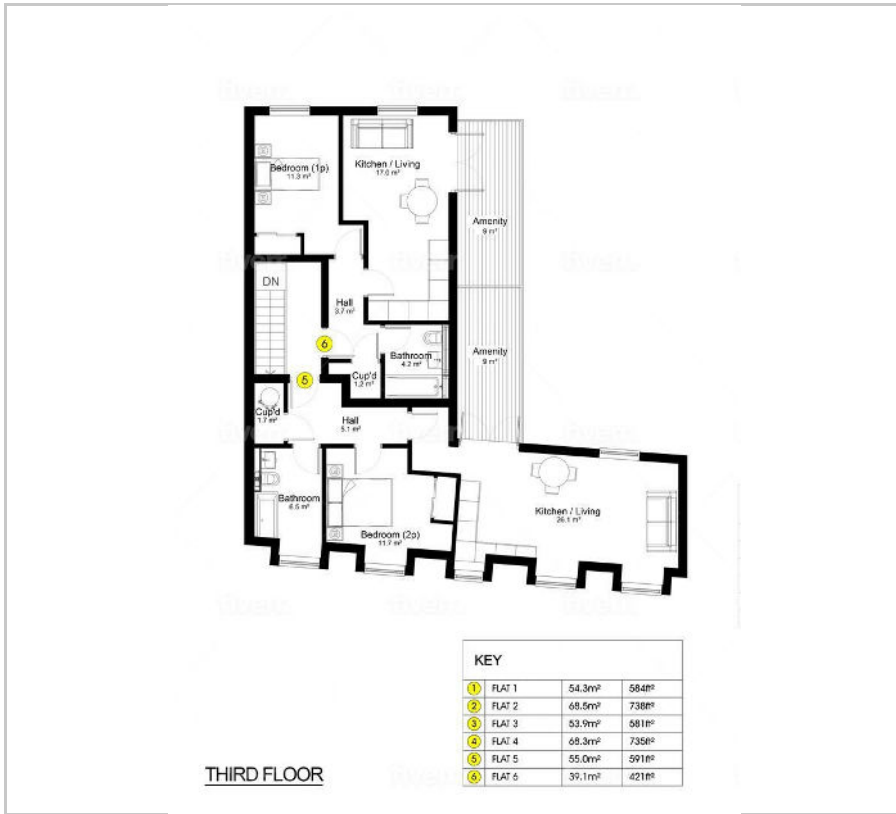 Bedroom (1p)
11.3 m²
Kitchen / Living
17.0 m²
Amenity
9 m²
DN
Hall
3.7 m²
6
Bathroom
4.2 m²
Amenity
9 m²
5
Cup'd
1.2 m²
Cup'd
1.7 m²
Hall
5.1 m²
Bathroom
6.5 m²
Bedroom (2p)
11.7 m²
Kitchen / Living
26.1 m²
KEY
1 FLAT 1 54.3m² 584ft²
2 FLAT 2 68.5m² 738ft²
3 FLAT 3 53.9m² 581ft²
4 FLAT 4 68.3m² 735ft²
5 FLAT 5 55.0m² 591ft²
6 FLAT 6 39.1m² 421ft²
THIRD FLOOR